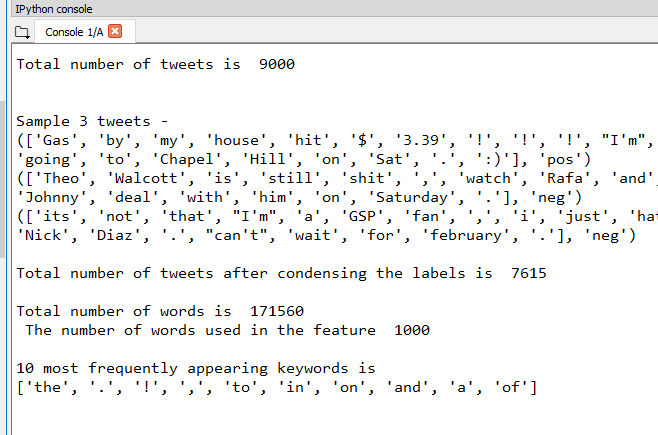 IPython console
Console 1/A
Total number of tweets is  9000
Sample 3 tweets -
(['Gas', 'by', 'my', 'house', 'hit', '$', '3.39', '!', '!', '!', "I'm",
'going', 'to', 'Chapel', 'Hill', 'on', 'Sat', '.', ':)'], 'pos')
(['Theo', 'Walcott', 'is', 'still', 'shit', ',', 'watch', 'Rafa', 'and',
'Johnny', 'deal', 'with', 'him', 'on', 'Saturday', '.'], 'neg')
(['its', 'not', 'that', "I'm", 'a', 'GSP', 'fan', ',', 'i', 'just',
'Nick', 'Diaz', '.', "can't", 'wait', 'for', 'february', '.'], 'neg')
Total number of tweets after condensing the labels is  7615
Total number of words is  171560
 The number of words used in the feature  1000
10 most frequently appearing keywords is
['the', '.', '!', ',', 'to', 'in', 'on', 'and', 'a', 'of']